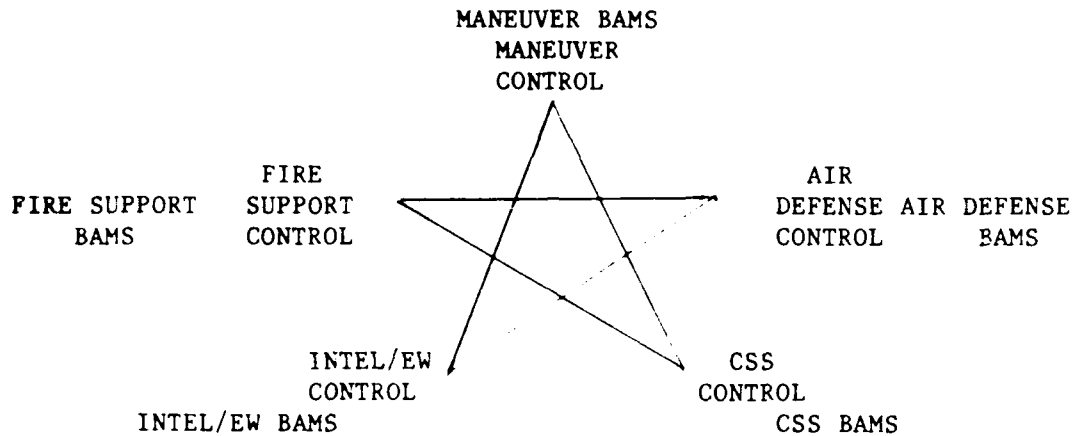 MANEUVER BAMS
MANEUVER
CONTROL
FIRE
SUPPORT
CONTROL
FIRE SUPPORT
BAMS
AIR
DEFENSE
CONTROL
AIR DEFENSE
BAMS
INTEL/EW
CONTROL
INTEL/EW BAMS
CSS
CONTROL
CSS BAMS